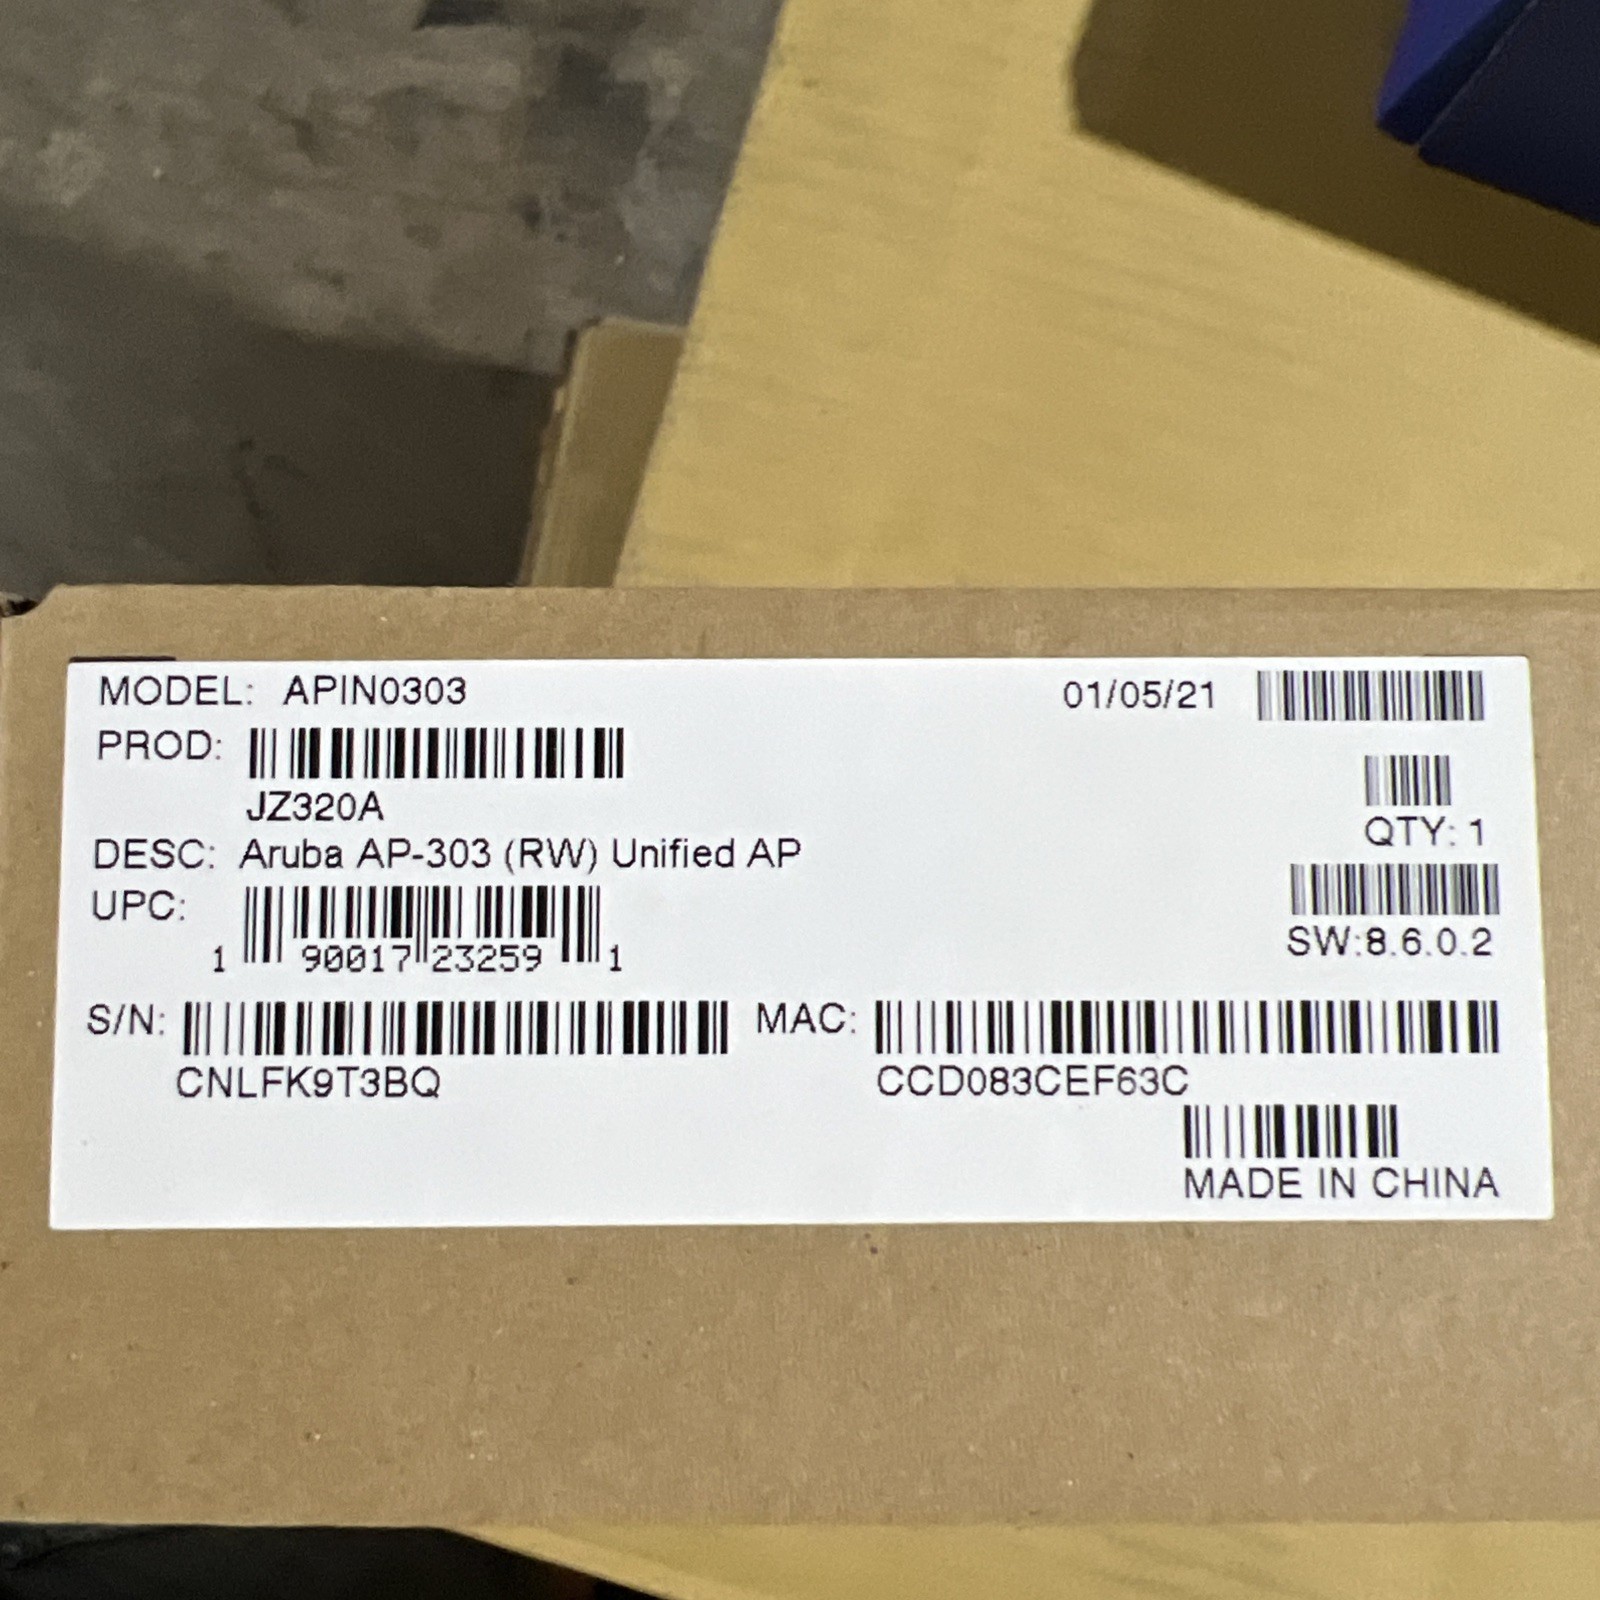 MODEL: APIN0303
01/05/21
PROD:
JZ320A
QTY: 1
DESC: Aruba AP-303 (RW) Unified AP
UPC:
1 90017 23259 1
SW:8.6.0.2
S/N:
CNLFK9T3BQ
MAC:
CCD083CEF63C
MADE IN CHINA